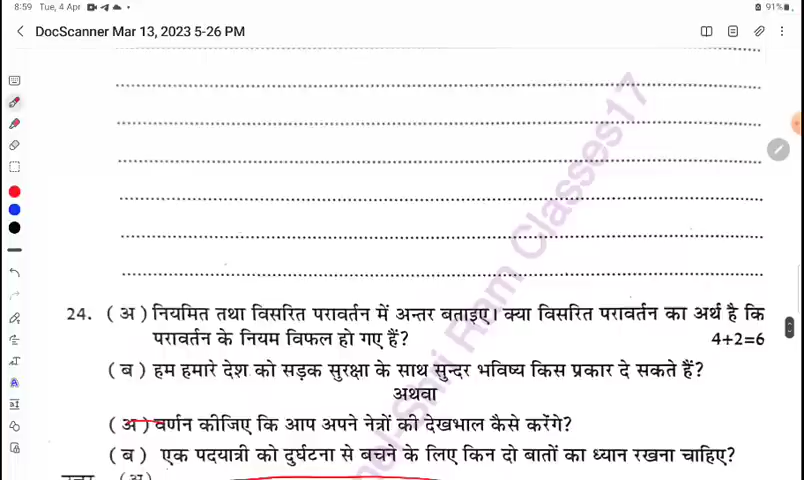 8:59 Tue, 4 Apr
91%
DocScanner Mar 13, 2023 5-26 PM
24. (अ) नियमित तथा विसरित परावर्तन में अन्तर बताइए। क्या विसरित परावर्तन का अर्थ है कि
परावर्तन के नियम विफल हो गए हैं? 4+2=6
(ब) हम हमारे देश को सड़क सुरक्षा के साथ सुन्दर भविष्य किस प्रकार दे सकते हैं?
अथवा
(अ) वर्णन कीजिए कि आप अपने नेत्रों की देखभाल कैसे करेंगे?
(ब) एक पदयात्री को दुर्घटना से बचने के लिए किन दो बातों का ध्यान रखना चाहिए?
(अ)
Shri Ram Classes17